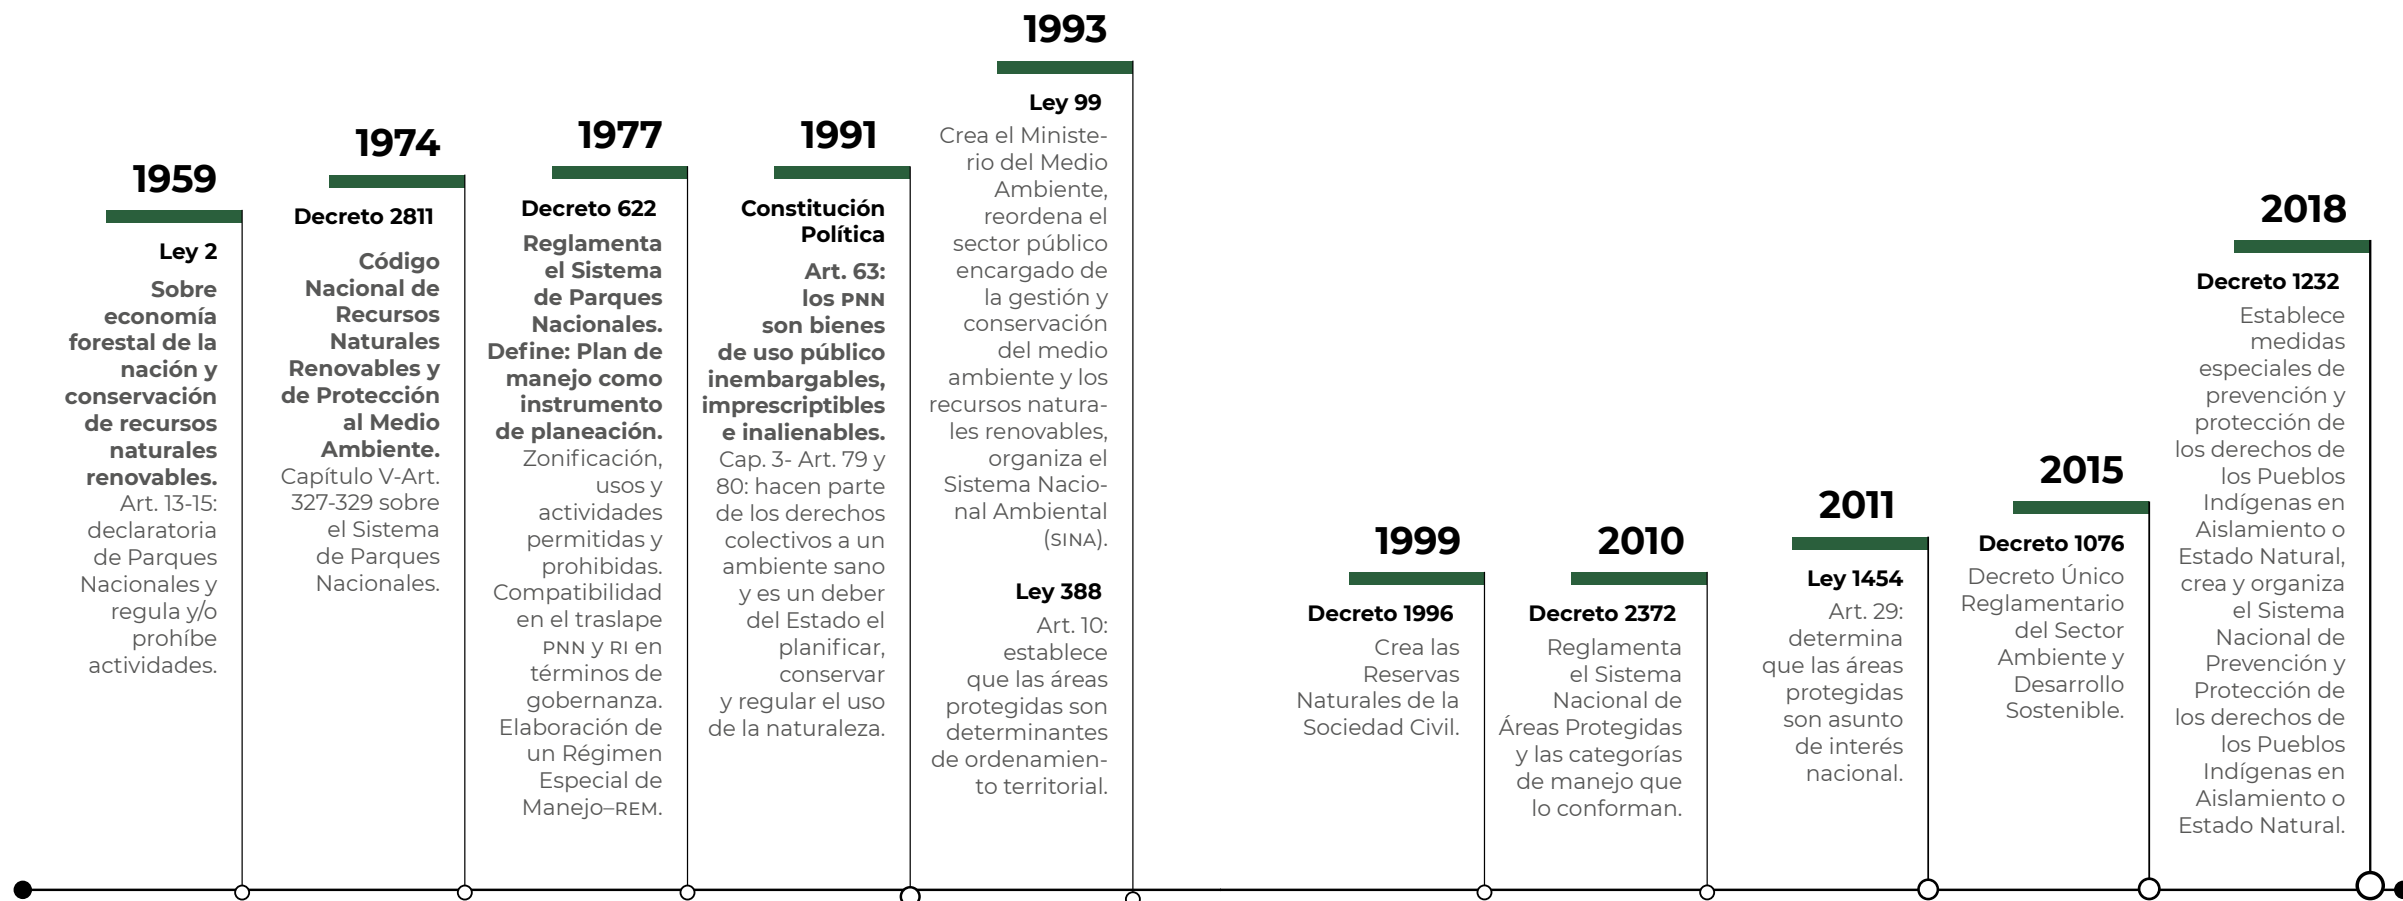 1959
Ley 2
Sobre
economía
forestal de la
nación y
conservación
de recursos
naturales
renovables.
Art. 13-15:
declaratoria
de Parques
Nacionales y
regula y/o
prohíbe
actividades.
1974
Decreto 2811
Código
Nacional de
Recursos
Naturales
Renovables y
de Protección
al Medio
Ambiente.
Capítulo V-Art.
327-329 sobre
el Sistema
de Parques
Nacionales.
1977
Decreto 622
Reglamenta
el Sistema
de Parques
Nacionales.
Define: Plan de
manejo como
instrumento
de planeación.
Zonificación,
usos y
actividades
permitidas y
prohibidas.
Compatibilidad
en el traslape
PNN y RI en
términos de
gobernanza.
Elaboración de
un Régimen
Especial de
Manejo–REM.
1991
Constitución
Política
Art. 63:
los PNN
son bienes
de uso público
inembargables,
imprescriptibles
e inalienables.
Cap. 3- Art. 79 y
80: hacen parte
de los derechos
colectivos a un
ambiente sano
y es un deber
del Estado el
planificar,
conservar
y regular el uso
de la naturaleza.
1993
Ley 99
Crea el Ministe-
rio del Medio
Ambiente,
reordena el
sector público
encargado de
la gestión y
conservación
del medio
ambiente y los
recursos natura-
les renovables,
organiza el
Sistema Nacio-
nal Ambiental
(SINA).
Ley 388
Art. 10:
establece
que las áreas
protegidas son
determinantes
de ordenamien-
to territorial.
1999
Decreto 1996
Crea las
Reservas
Naturales de la
Sociedad Civil.
2010
Decreto 2372
Reglamenta
el Sistema
Nacional de
Áreas Protegidas
y las categorías
de manejo que
lo conforman.
2011
Ley 1454
Art. 29:
determina
que las áreas
protegidas
son asunto
de interés
nacional.
2015
Decreto 1076
Decreto Único
Reglamentario
del Sector
Ambiente y
Desarrollo
Sostenible.
2018
Decreto 1232
Establece
medidas
especiales de
prevención y
protección de
los derechos de
los Pueblos
Indígenas en
Aislamiento o
Estado Natural,
crea y organiza
el Sistema
Nacional de
Prevención y
Protección de
los derechos de
los Pueblos
Indígenas en
Aislamiento o
Estado Natural.